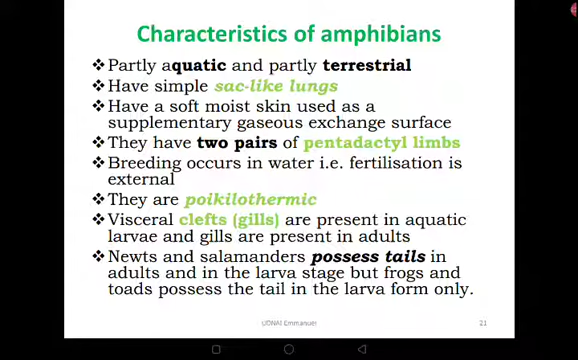 Characteristics of amphibians
❖Partly aquatic and partly terrestrial
❖Have simple sac-like lungs
❖Have a soft moist skin used as a
supplementary gaseous exchange surface
❖They have two pairs of pentadactyl limbs
❖Breeding occurs in water i.e. fertilisation is
external
❖They are poikilothermic
❖Visceral clefts (gills) are present in aquatic
larvae and gills are present in adults
❖Newts and salamanders possess tails in
adults and in the larva stage but frogs and
toads possess the tail in the larva form only.
Emmanuel
21